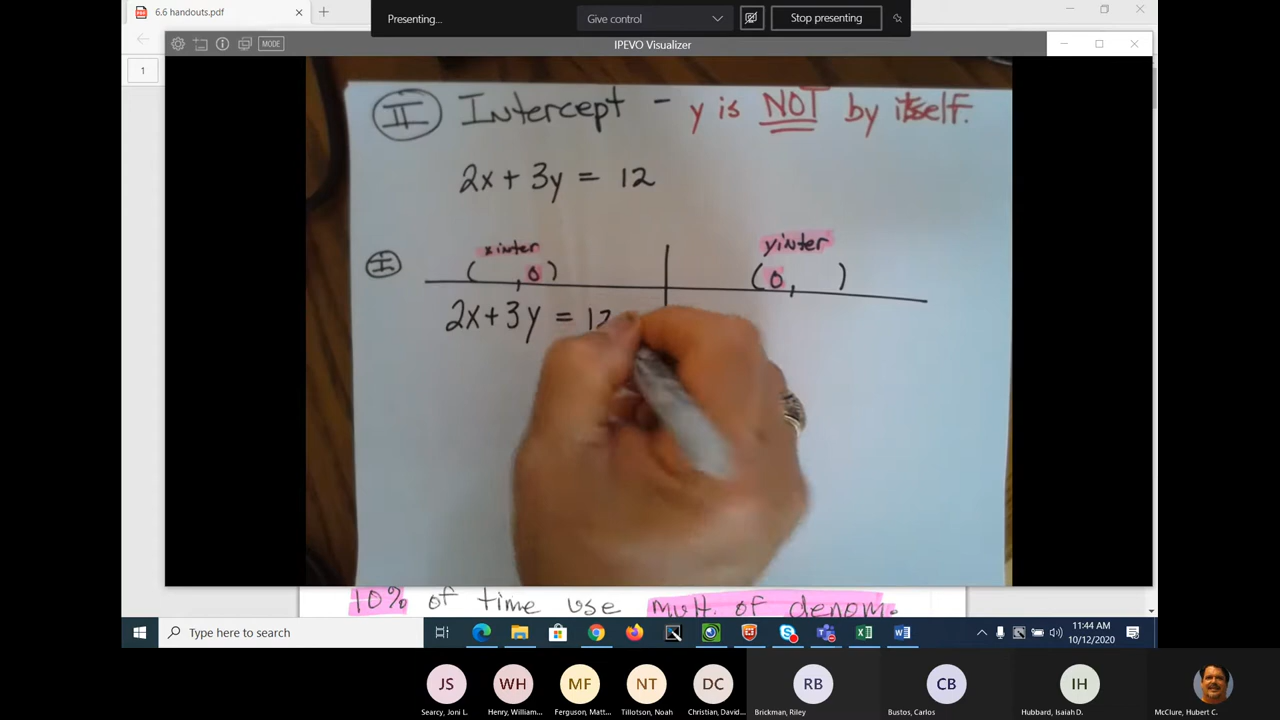 6.6 handouts.pdf
Presenting...
Give control
Stop presenting
IPEVO Visualizer
MODE
1
II Intercept - y is NOT by itself.
2x + 3y = 12
I
xinter
yinter
( , 0)
(0, )
2x + 3y = 12
10% of time use mult. of denom.
Type here to search
11:44 AM
10/12/2020
JS
WH
MF
NT
DC
RB
CB
IH
Searcy, Joni L.
Henry, William...
Ferguson, Matt...
Tillotson, Noah
Christian, David...
Brickman, Riley
Bustos, Carlos
Hubbard, Isaiah D.
McClure, Hubert C.